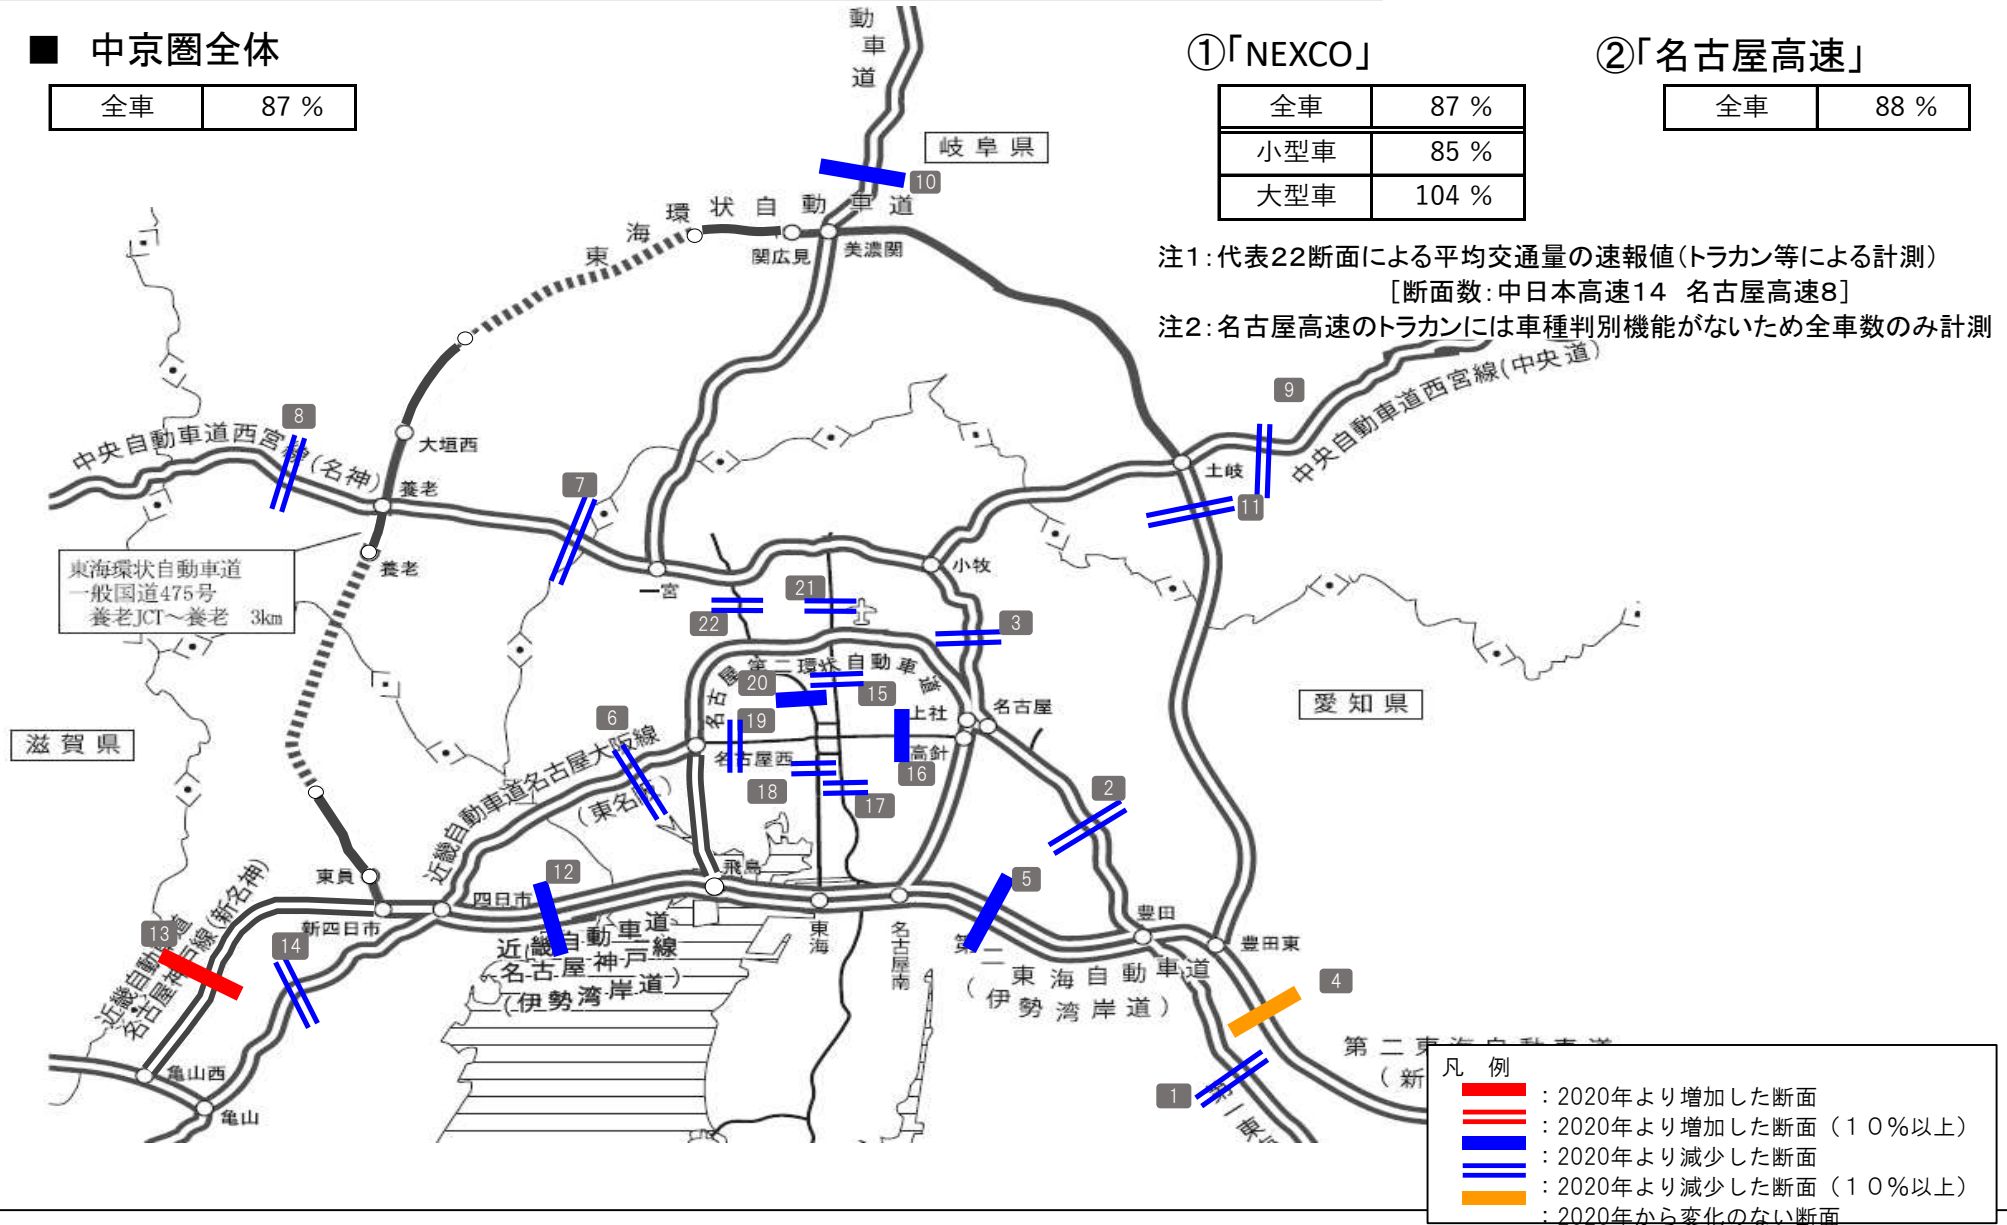 ■ 中京圏全体
全車 87 %
①「NEXCO」
全車 87 %
小型車 85 %
大型車 104 %
②「名古屋高速」
全車 88 %
注1：代表22断面による平均交通量の速報値（トラカン等による計測）
［断面数：中日本高速14 名古屋高速8］
注2：名古屋高速のトラカンには車種判別機能がないため全車数のみ計測
動車道
岐阜県
10
東海環状自動車道
関広見
美濃関
9
中央自動車道西宮線(中央道)
8
中央自動車道西宮線(名神)
大垣西
養老
7
土岐
11
養老
東海環状自動車道
一般国道475号
養老JCT～養老 3km
一宮
小牧
21
22
3
名古屋第二環状自動車道
20
15
上社
名古屋
愛知県
滋賀県
6
19
名古屋西
高針
16
18
17
2
近畿自動車道名古屋大阪線
(東名阪)
飛島
12
5
東員
四日市
新四日市
13
14
近畿自動車道
名古屋神戸線(新名神)
近畿自動車道
名古屋神戸線
(伊勢湾岸道)
東海
名古屋南
豊田
豊田東
第二東海自動車道
(伊勢湾岸道)
4
1
亀山西
亀山
第二東海自動車道
(新
第一東
凡 例
：2020年より増加した断面
：2020年より増加した断面（１０％以上）
：2020年より減少した断面
：2020年より減少した断面（１０％以上）
：2020年から変化のない断面